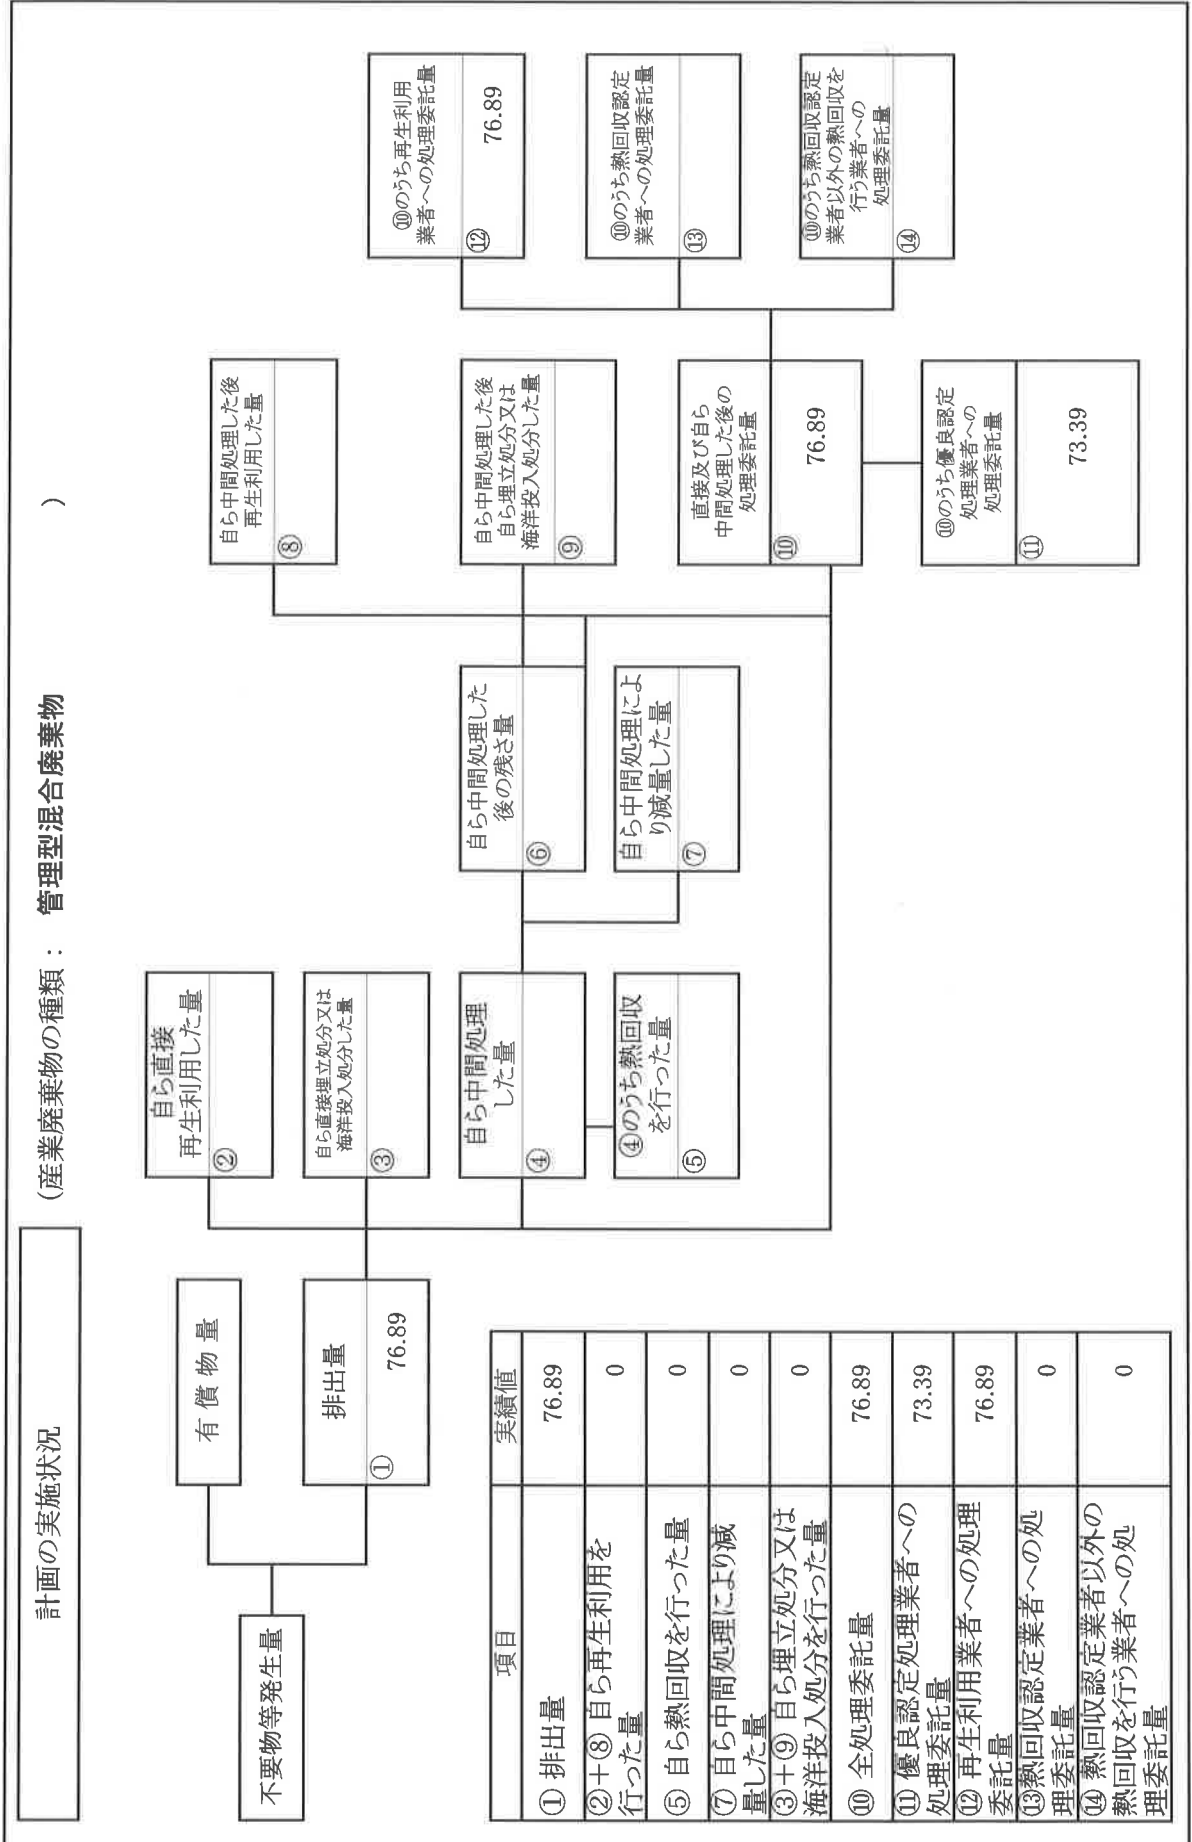 計画の実施状況
(産業廃棄物の種類： 管理型混合廃棄物 )
不要物等発生量
有償物量
排出量
① 76.89
自ら直接
再生利用した量
②
自ら直接埋立処分又は
海洋投入処分した量
③
自ら中間処理
した量
④
④のうち熱回収
を行った量
⑤
自ら中間処理した
後の残さ量
⑥
自ら中間処理によ
り減量した量
⑦
自ら中間処理した後
再生利用した量
⑧
自ら中間処理した後
自ら埋立処分又は
海洋投入処分した量
⑨
直接及び自ら
中間処理した後の
処理委託量
⑩ 76.89
⑩のうち優良認定
処理業者への
処理委託量
⑪ 73.39
⑩のうち再生利用
業者への処理委託量
⑫ 76.89
⑩のうち熱回収認定
業者への処理委託量
⑬
⑩のうち熱回収認定
業者以外の熱回収を
行う業者への
処理委託量
⑭
項目 実績値
① 排出量 76.89
②＋⑧ 自ら再生利用を
行った量 0
⑤ 自ら熱回収を行った量 0
⑦ 自ら中間処理により減
量した量 0
③＋⑨ 自ら埋立処分又は
海洋投入処分を行った量 0
⑩ 全処理委託量 76.89
⑪ 優良認定処理業者への
処理委託量 73.39
⑫ 再生利用業者への処理
委託量 76.89
⑬熱回収認定業者への処
理委託量 0
⑭ 熱回収認定業者以外の
熱回収を行う業者への処
理委託量 0